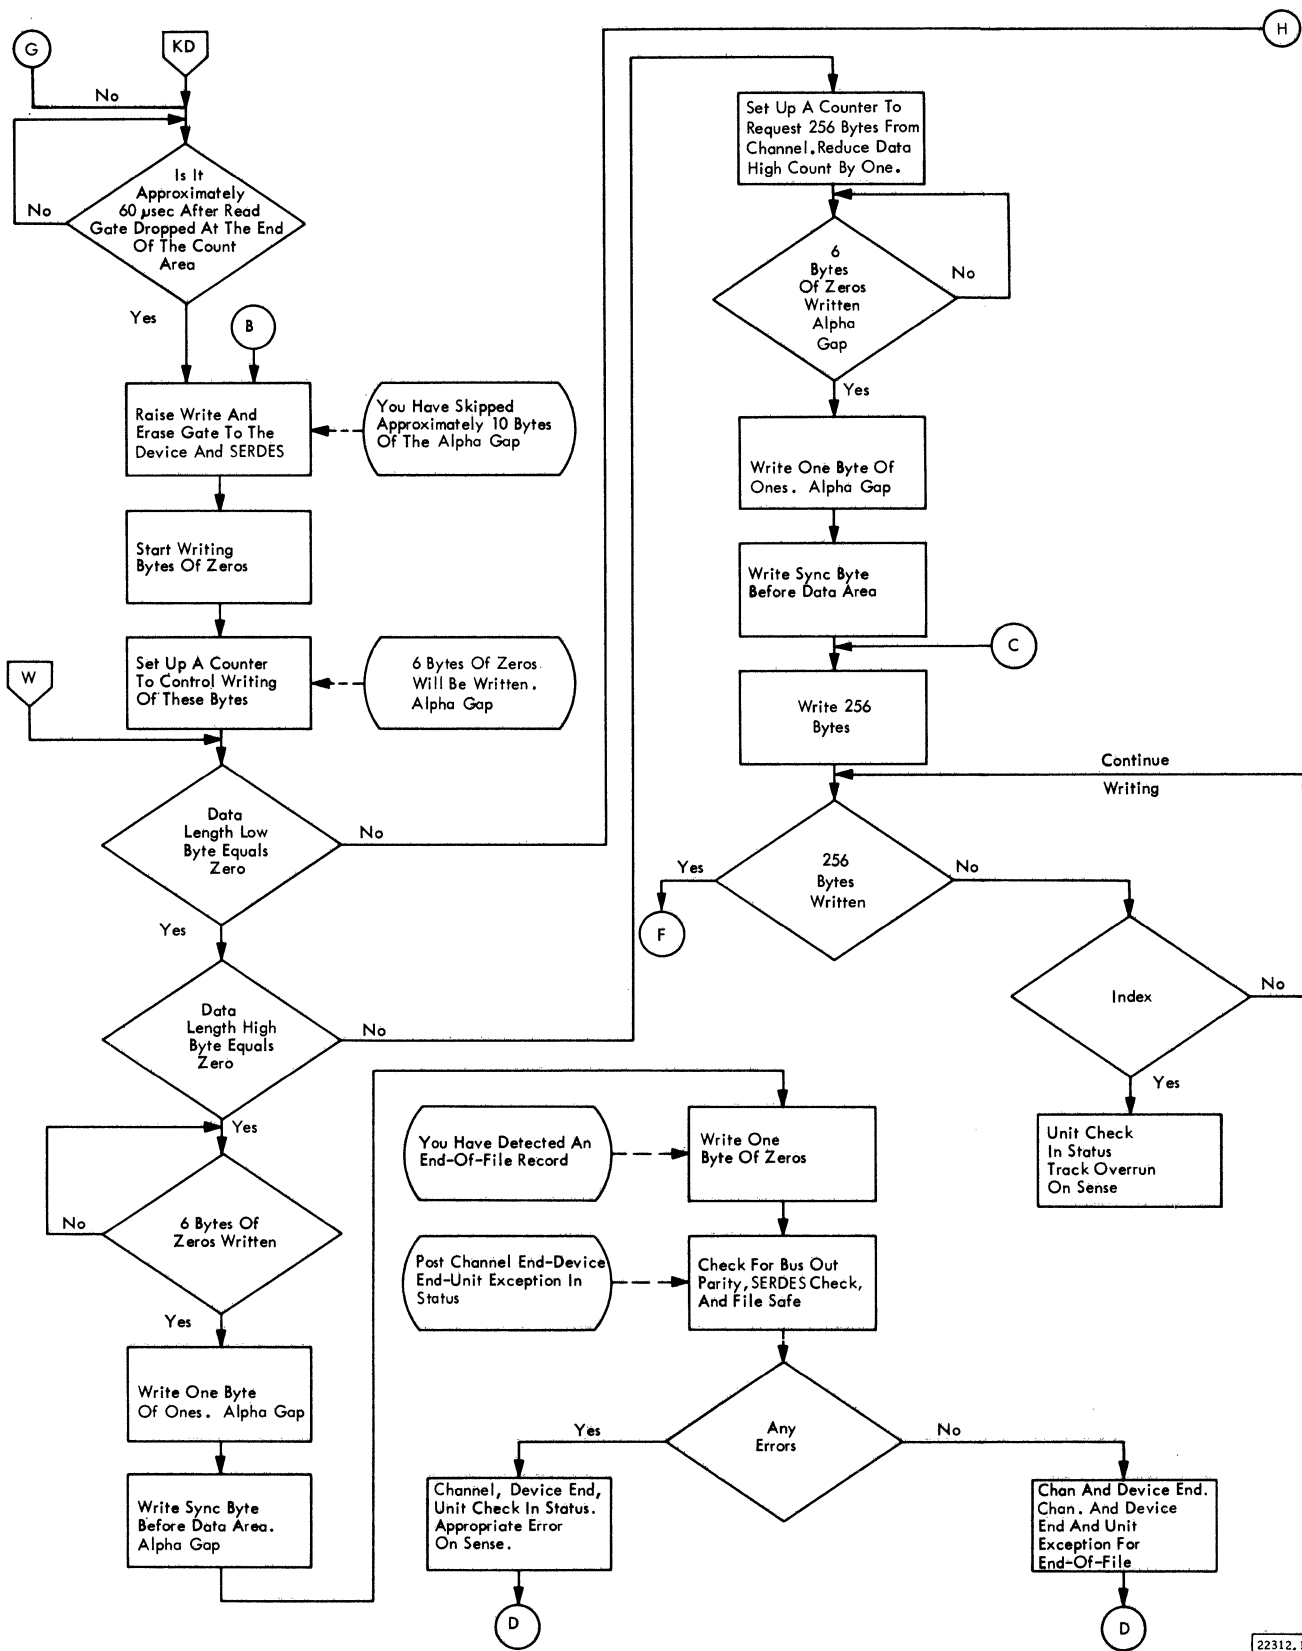 G
KD
H
No
Is It
Approximately
60 µsec After Read
Gate Dropped At The End
Of The Count
Area
No
Yes
B
Raise Write And
Erase Gate To The
Device And SERDES
You Have Skipped
Approximately 10 Bytes
Of The Alpha Gap
Start Writing
Bytes Of Zeros
Set Up A Counter
To Control Writing
Of These Bytes
6 Bytes Of Zeros
Will Be Written.
Alpha Gap
W
Data
Length Low
Byte Equals
Zero
No
Yes
Data
Length High
Byte Equals
Zero
No
Yes
6 Bytes Of
Zeros Written
No
Yes
Write One Byte
Of Ones. Alpha Gap
Write Sync Byte
Before Data Area.
Alpha Gap
Set Up A Counter To
Request 256 Bytes From
Channel.Reduce Data
High Count By One.
6
Bytes
Of Zeros
Written
Alpha
Gap
No
Yes
Write One Byte Of
Ones. Alpha Gap
Write Sync Byte
Before Data Area
C
Write 256
Bytes
Continue
Writing
256
Bytes
Written
Yes
No
F
Index
No
Yes
Unit Check
In Status
Track Overrun
On Sense
You Have Detected An
End-Of-File Record
Write One
Byte Of Zeros
Post Channel End-Device
End-Unit Exception In
Status
Check For Bus Out
Parity, SERDES Check,
And File Safe
Any
Errors
Yes
No
Channel, Device End,
Unit Check In Status.
Appropriate Error
On Sense.
Chan And Device End.
Chan. And Device
End And Unit
Exception For
End-Of-File
D
D